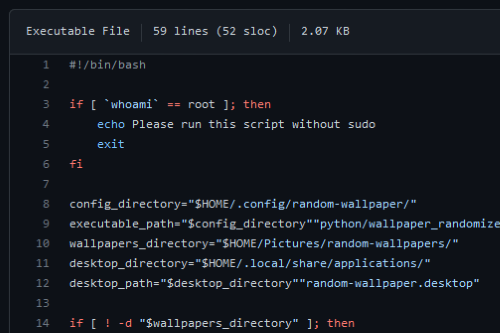 Executable File 59 lines (52 sloc) 2.07 KB
1 #!/bin/bash
2
3 if [ `whoami` == root ]; then
4     echo Please run this script without sudo
5     exit
6 fi
7
8 config_directory="$HOME/.config/random-wallpaper/"
9 executable_path="$config_directory""python/wallpaper_randomize
10 wallpapers_directory="$HOME/Pictures/random-wallpapers/"
11 desktop_directory="$HOME/.local/share/applications/"
12 desktop_path="$desktop_directory""random-wallpaper.desktop"
13
14 if [ ! -d "$wallpapers_directory" ]; then